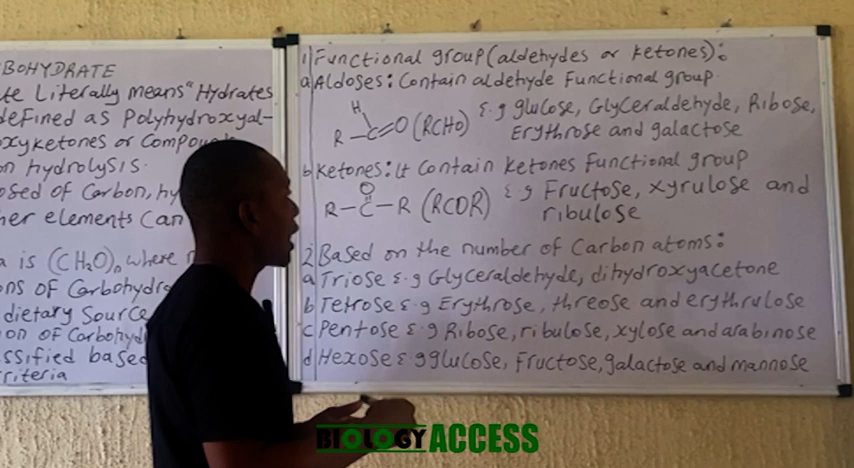 BOHYDRATE
te Literally means "Hydrates
defined as Polyhydroxyal-
oxyketones or Compou
on hydrolysis.
osed of Carbon, hy
her elements Can
a is (CH2O)n, where
ons of Carbohydra
dietary Source
ion of Carbohyd
ssified based
riteria
1 Functional group (aldehydes or ketones):
a Aldoses: Contain aldehyde Functional group
H
R-C=O (RCHO) E.g glucose, Glyceraldehyde, Ribose,
Erythrose and galactose
b Ketones: It Contain Ketones Functional group
O
R-C-R (RCOR) E.g Fructose, xyrulose and
ribulose
2 Based on the number of Carbon atoms:
a Triose E.g Glyceraldehyde, dihydroxyacetone
b Tetrose E.g Erythrose, threose and erythrulose
c Pentose E.g Ribose, ribulose, xylose and arabinose
d Hexose E.g glucose, Fructose, galactose and mannose
BIOLOGY ACCESS